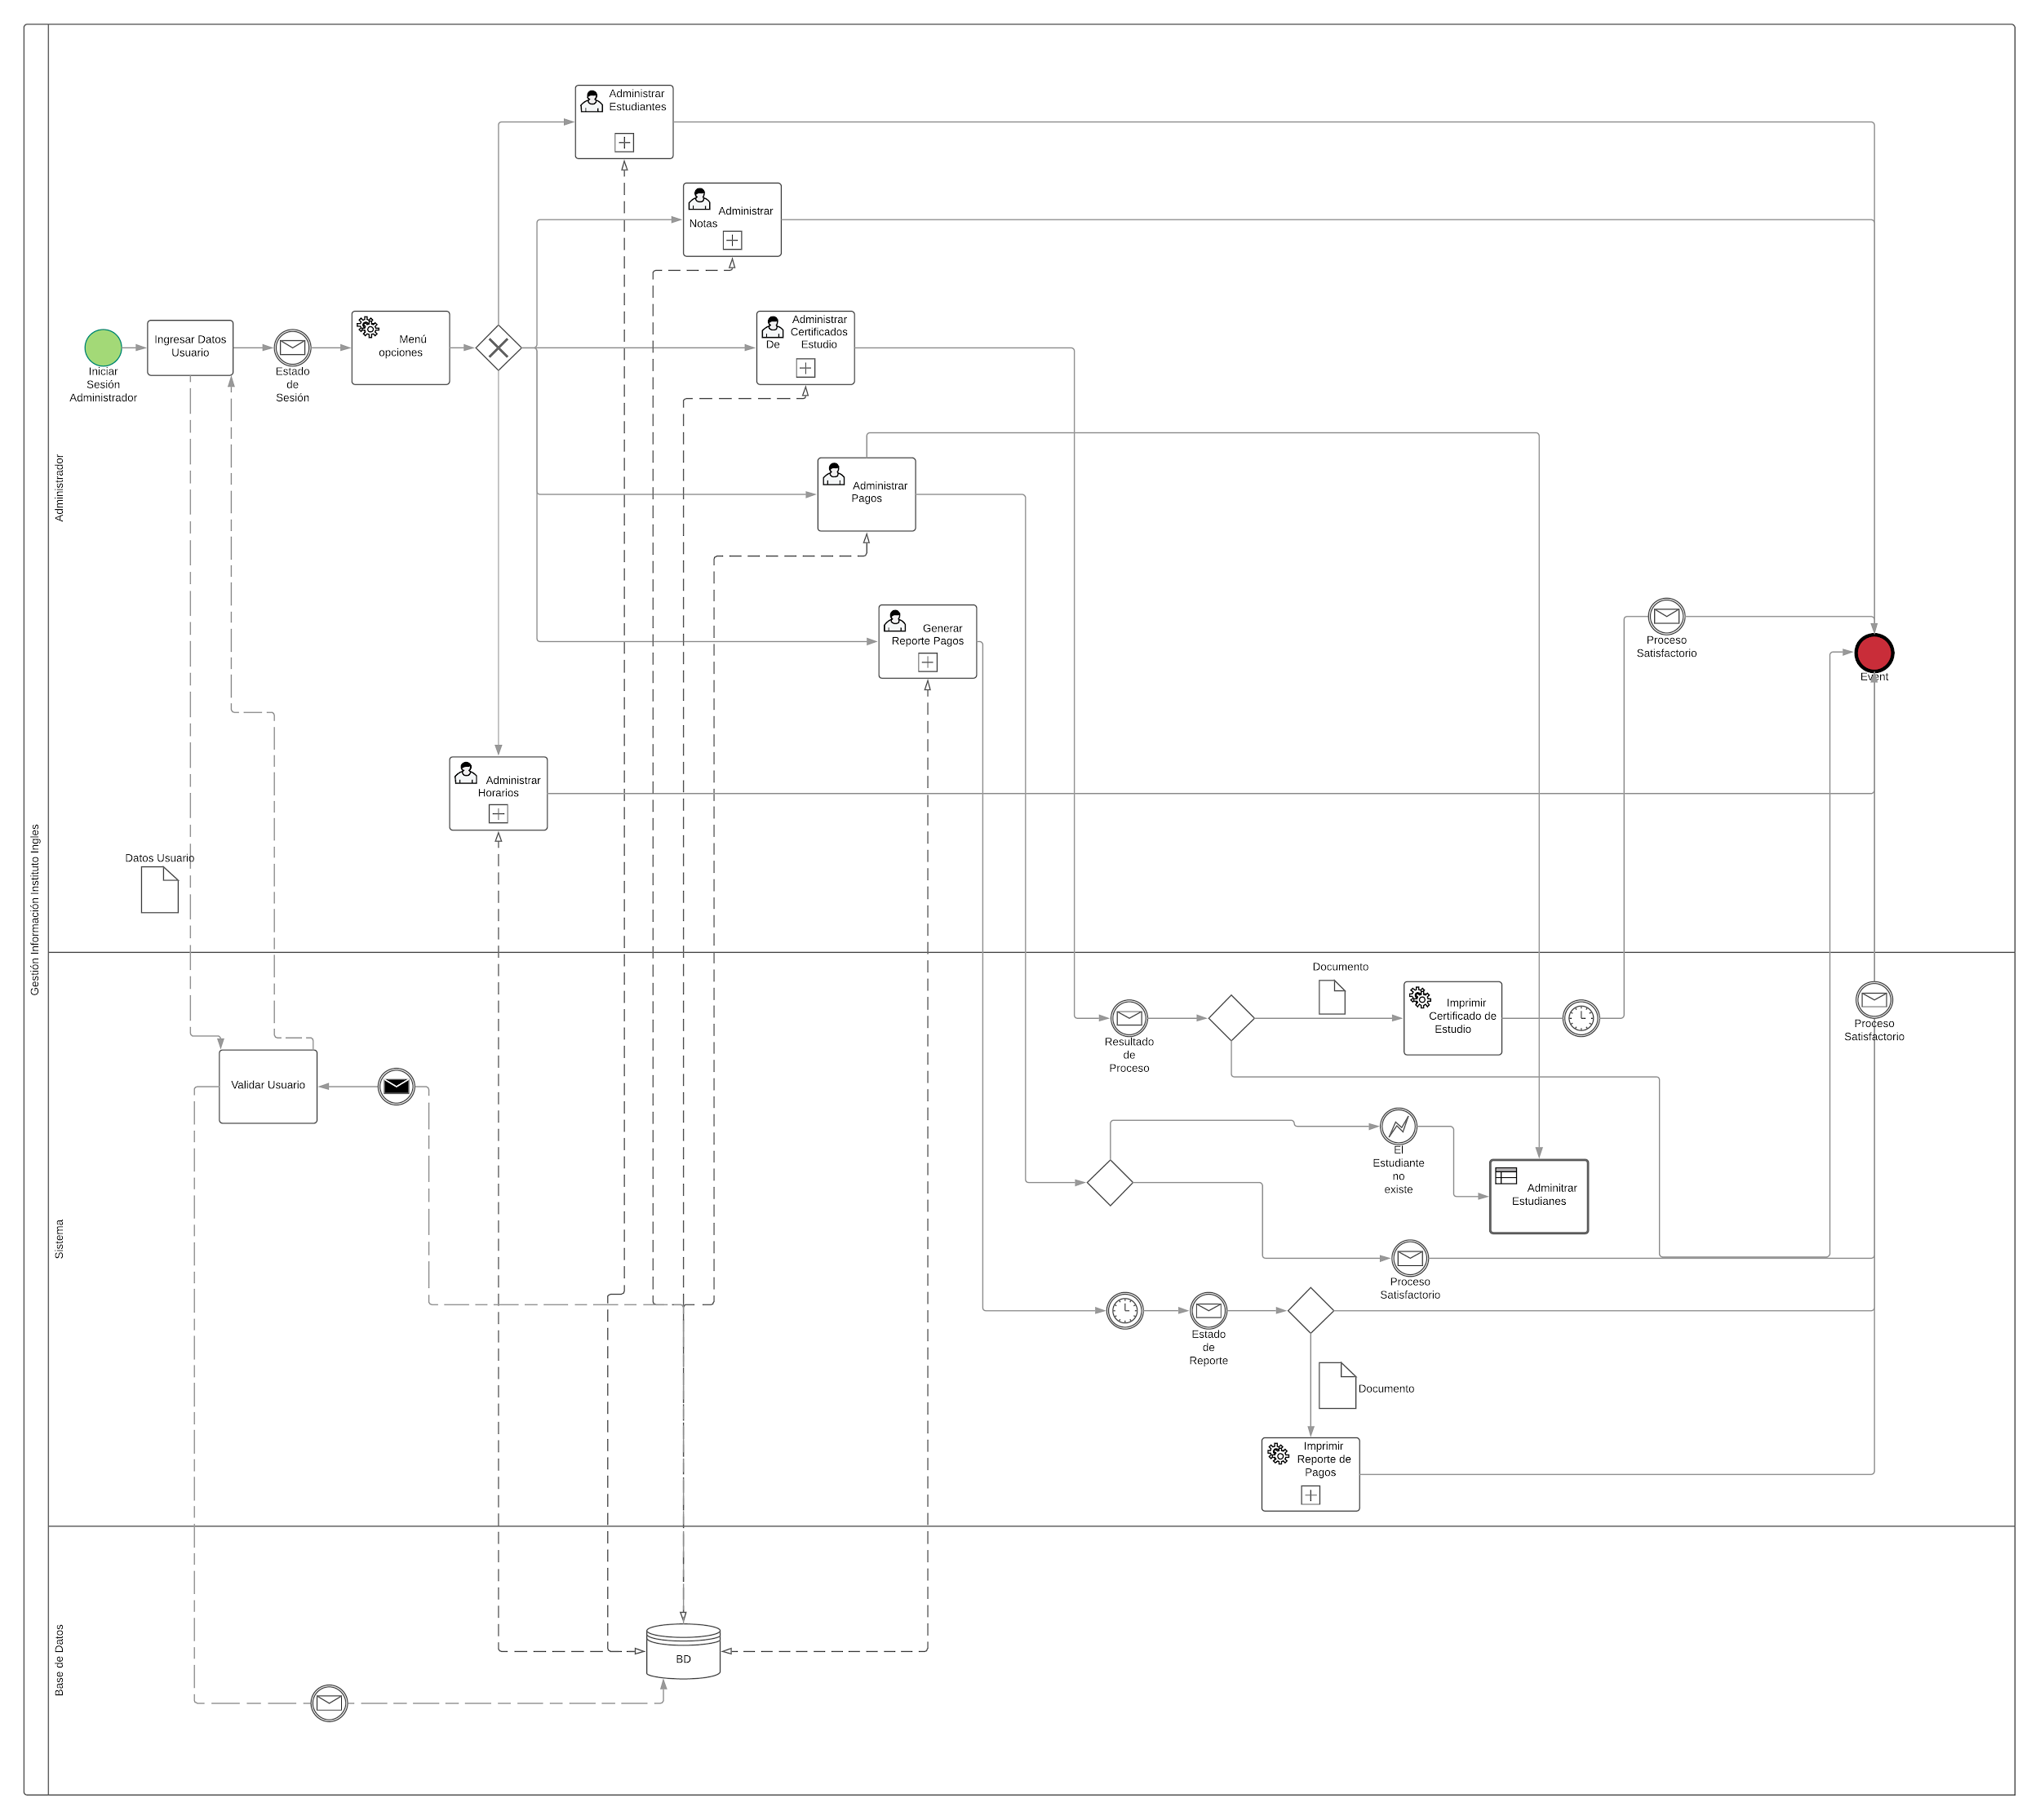 Gestión Información Instituto Ingles
Administrador
Administrar
Estudiantes
Administrar
Notas
Iniciar
Sesión
Administrador
Ingresar Datos
Usuario
Estado
de
Sesión
Menú
opciones
Administrar
Certificados
De Estudio
Administrar
Pagos
Generar
Reporte Pagos
Proceso
Satisfactorio
Event
Administrar
Horarios
Datos Usuario
Sistema
Validar Usuario
Resultado
de
Proceso
Documento
Imprimir
Certificado de
Estudio
Proceso
Satisfactorio
El
Estudiante
no
existe
Adminitrar
Estudianes
Proceso
Satisfactorio
Estado
de
Reporte
Documento
Imprimir
Reporte de
Pagos
Base de Datos
BD